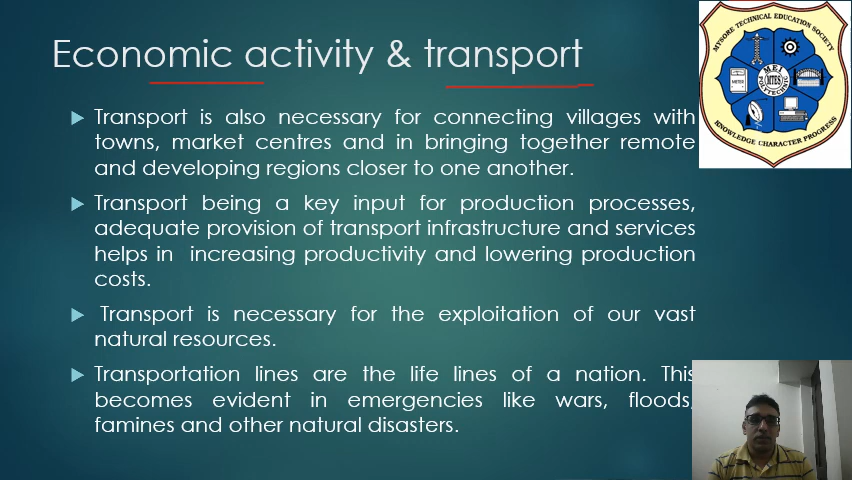 Economic activity & transport
Transport is also necessary for connecting villages with
towns, market centres and in bringing together remote
and developing regions closer to one another.
Transport being a key input for production processes,
adequate provision of transport infrastructure and services
helps in increasing productivity and lowering production
costs.
Transport is necessary for the exploitation of our vast
natural resources.
Transportation lines are the life lines of a nation. This
becomes evident in emergencies like wars, floods,
famines and other natural disasters.
MYSORE TECHNICAL EDUCATION SOCIETY
MEI
MTES
POLYTECHNIC
METER
KNOWLEDGE CHARACTER PROGRESS